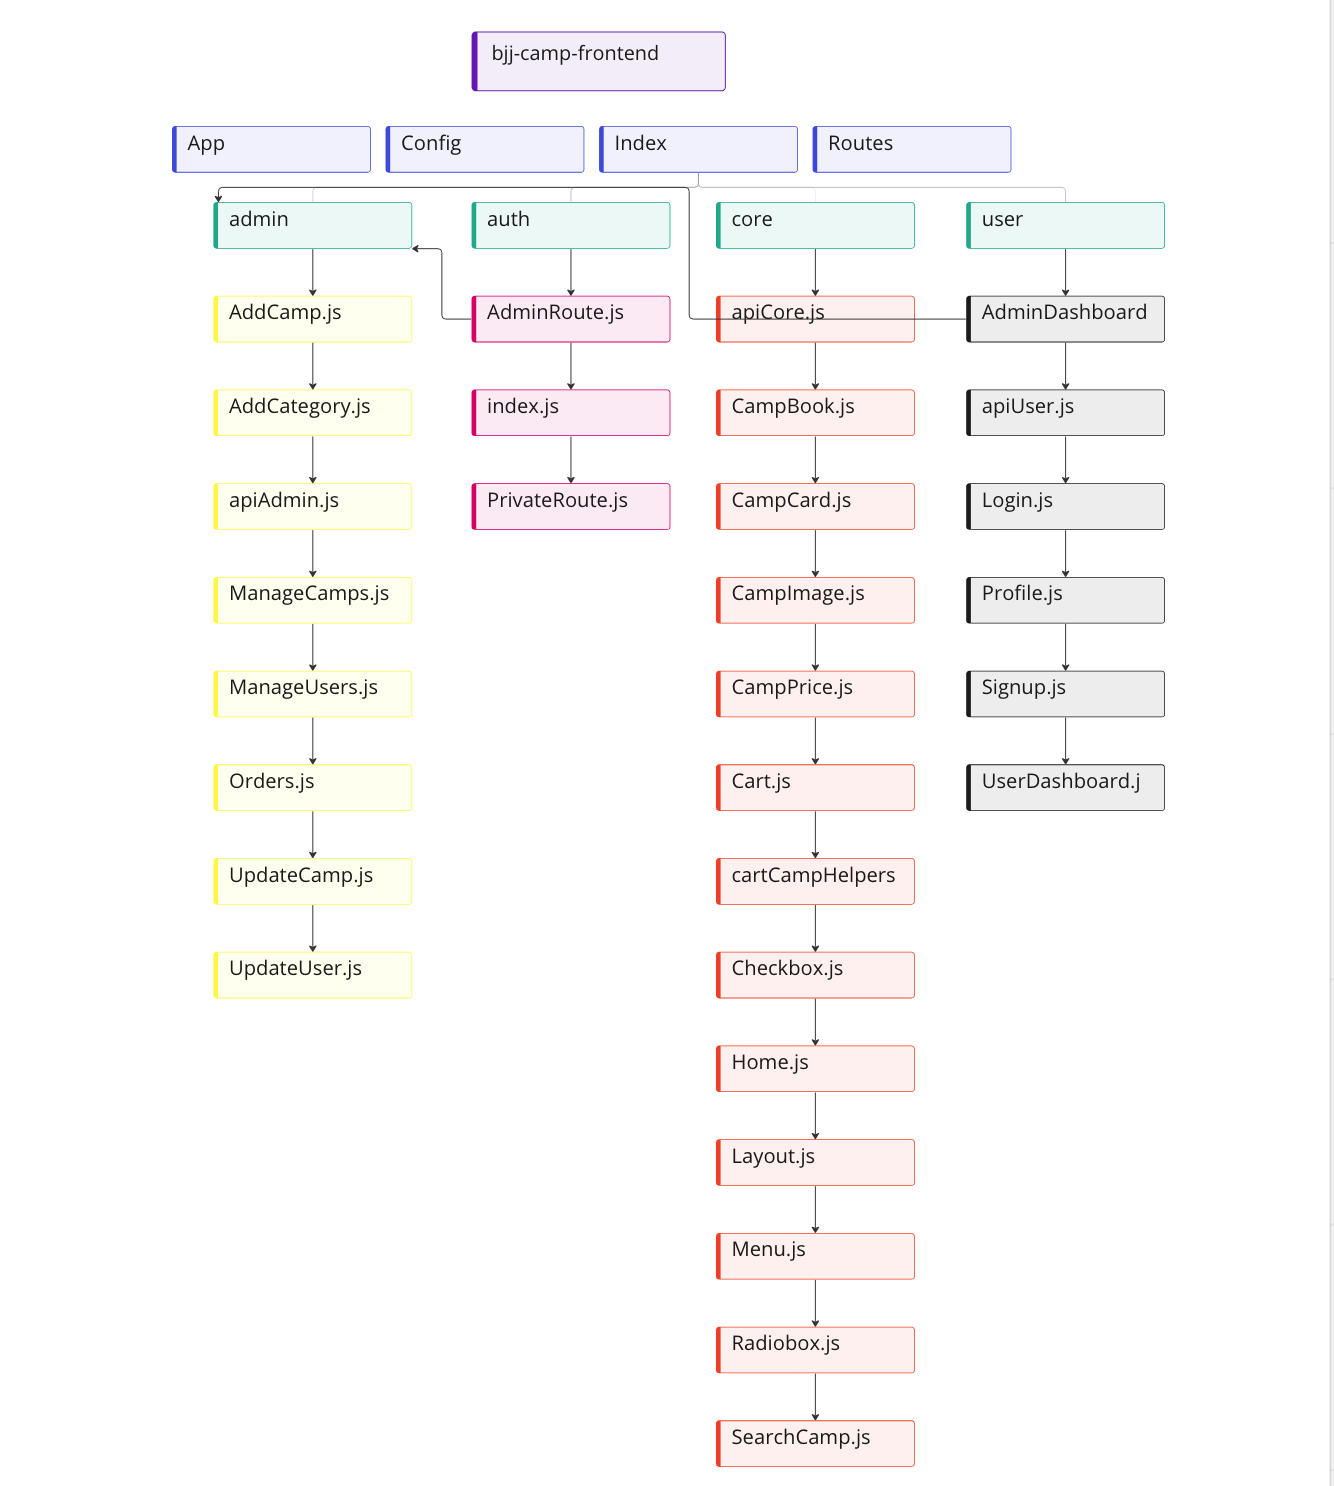 bjj-camp-frontend
App
Config
Index
Routes
admin
auth
core
user
AddCamp.js
AdminRoute.js
apiCore.js
AdminDashboard
AddCategory.js
index.js
CampBook.js
apiUser.js
apiAdmin.js
PrivateRoute.js
CampCard.js
Login.js
ManageCamps.js
CampImage.js
Profile.js
ManageUsers.js
CampPrice.js
Signup.js
Orders.js
Cart.js
UserDashboard.j
UpdateCamp.js
cartCampHelpers
UpdateUser.js
Checkbox.js
Home.js
Layout.js
Menu.js
Radiobox.js
SearchCamp.js